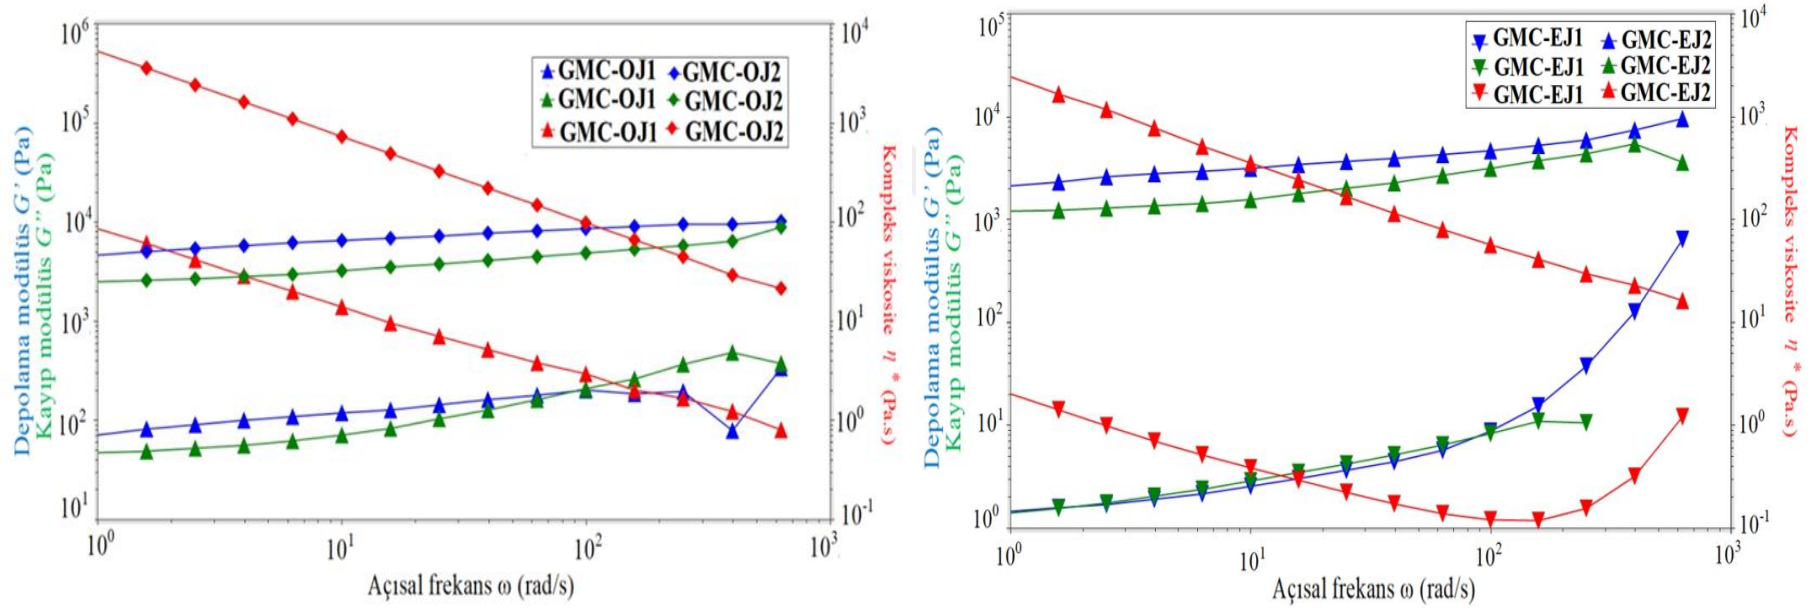 10⁶
10⁵
10⁴
10³
10²
10¹
10⁴
10³
10²
10¹
10⁰
10⁻¹
10⁰
10¹
10²
10³
Depolama modülüs G' (Pa)
Kayıp modülüs G'' (Pa)
Kompleks viskosite η * (Pa.s)
Açısal frekans ω (rad/s)
GMC-OJ1 GMC-OJ2
GMC-OJ1 GMC-OJ2
GMC-OJ1 GMC-OJ2
10⁵
10⁴
10³
10²
10¹
10⁰
10⁴
10³
10²
10¹
10⁰
10⁻¹
10⁰
10¹
10²
10³
Depolama modülüs G' (Pa)
Kayıp modülüs G'' (Pa)
Kompleks viskosite η * (Pa.s)
Açısal frekans ω (rad/s)
GMC-EJ1 GMC-EJ2
GMC-EJ1 GMC-EJ2
GMC-EJ1 GMC-EJ2